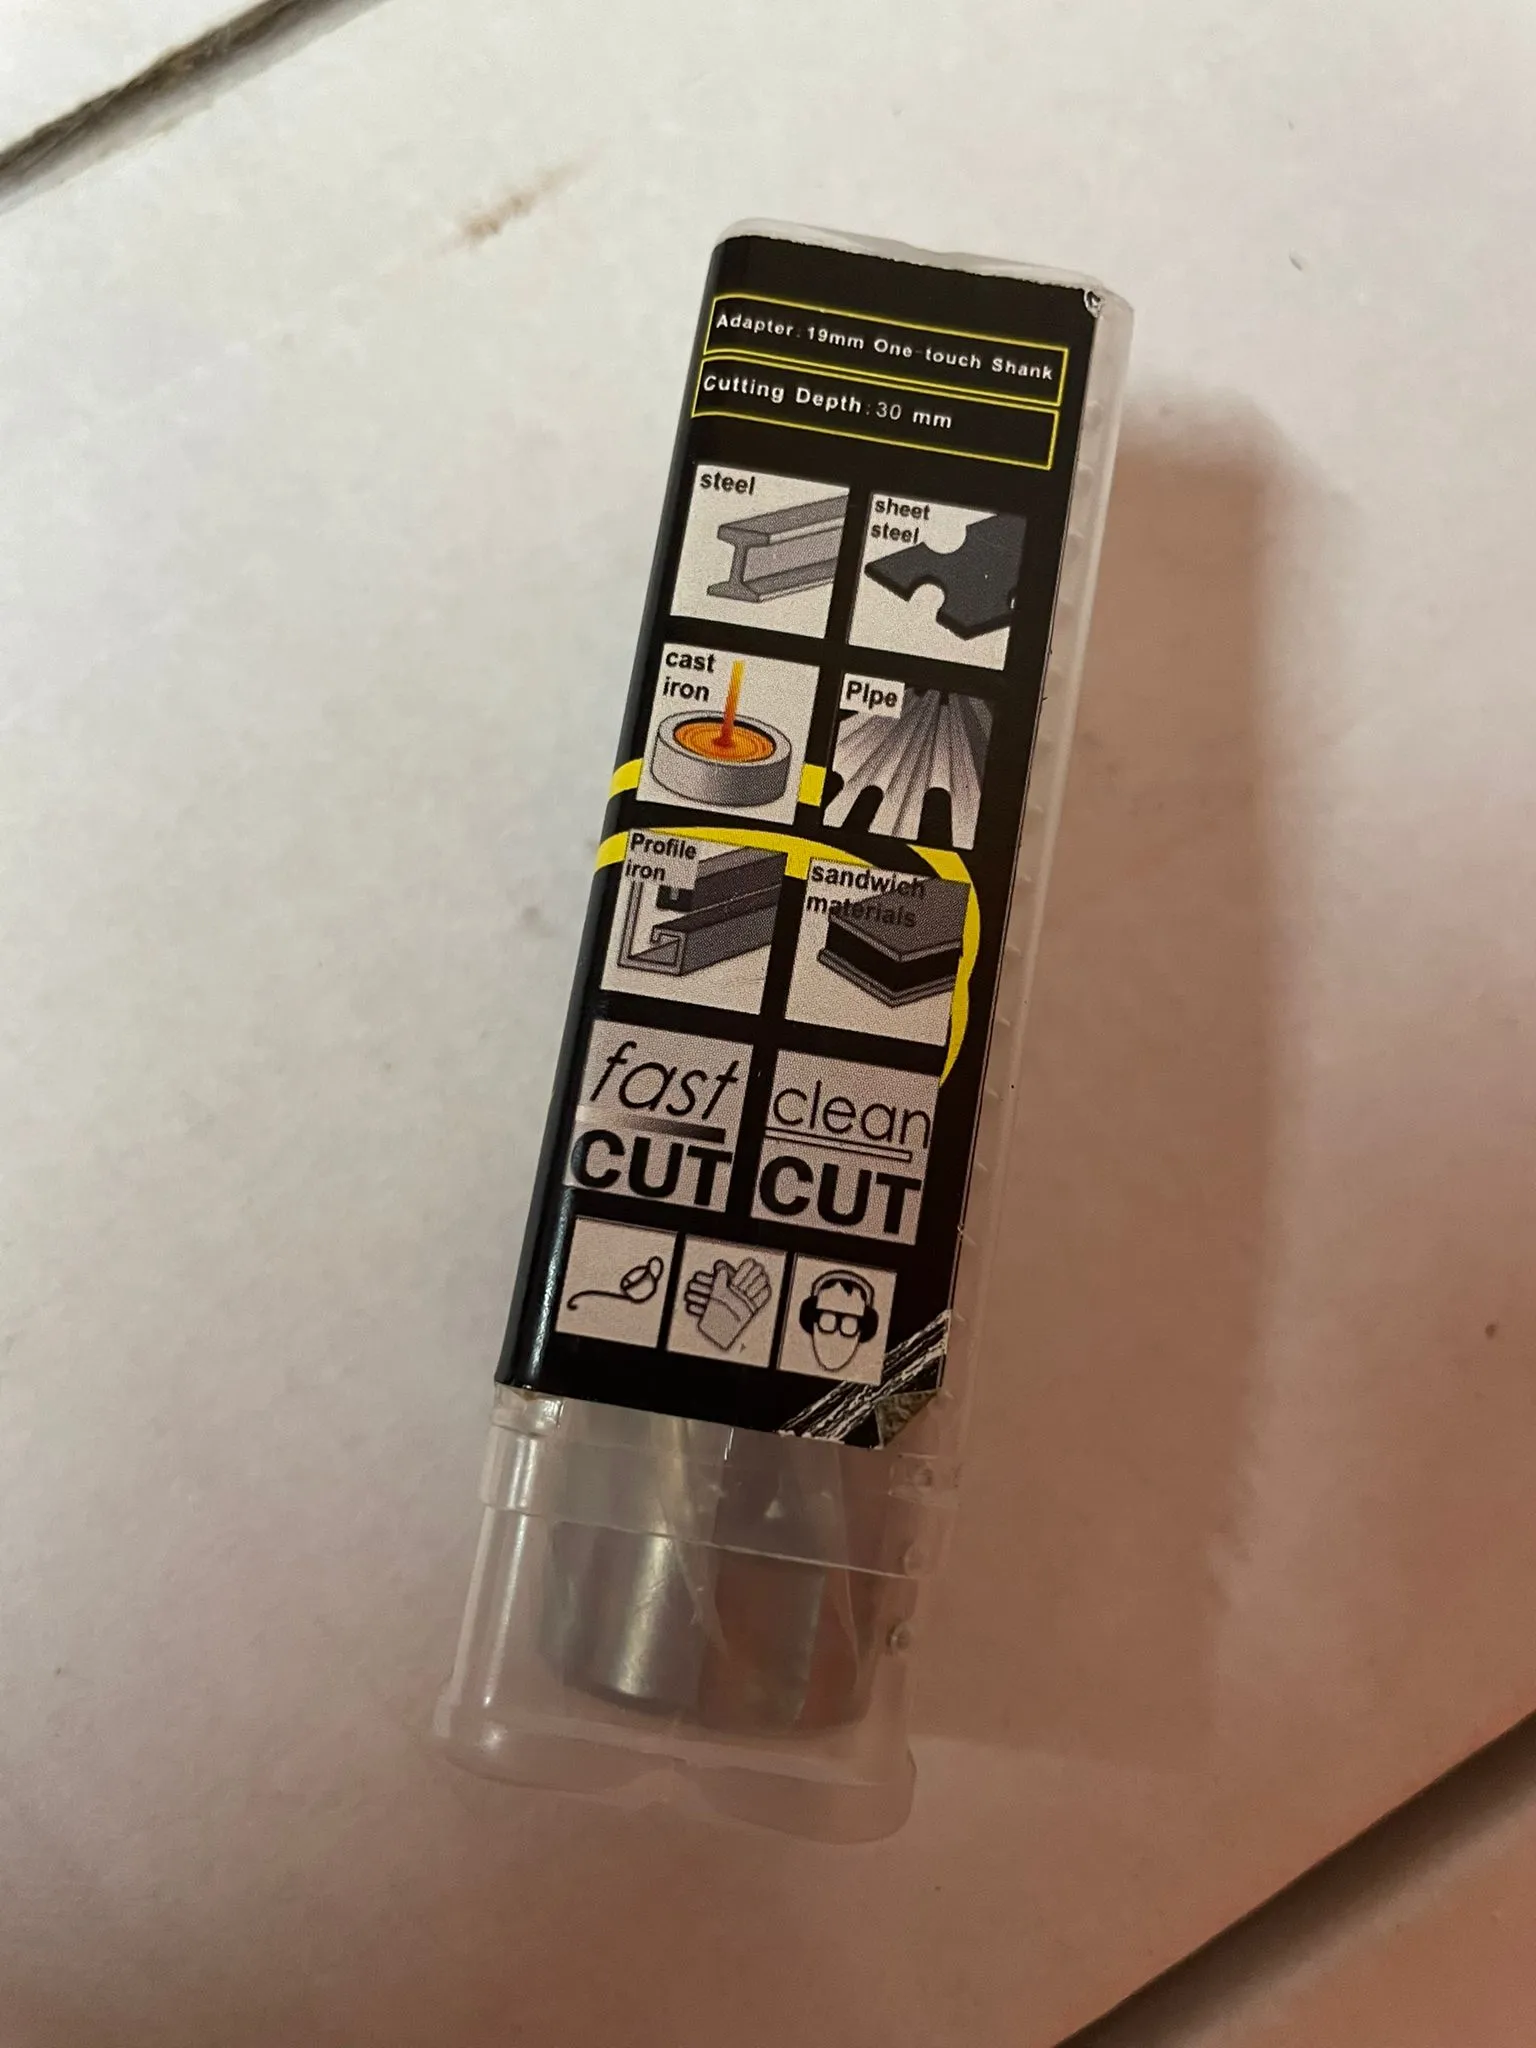 Adapter: 19mm One-touch Shank
Cutting Depth: 30 mm
steel
sheet
steel
cast
iron
PIpe
Profile
iron
sandwich
materials
fast
CUT
clean
CUT